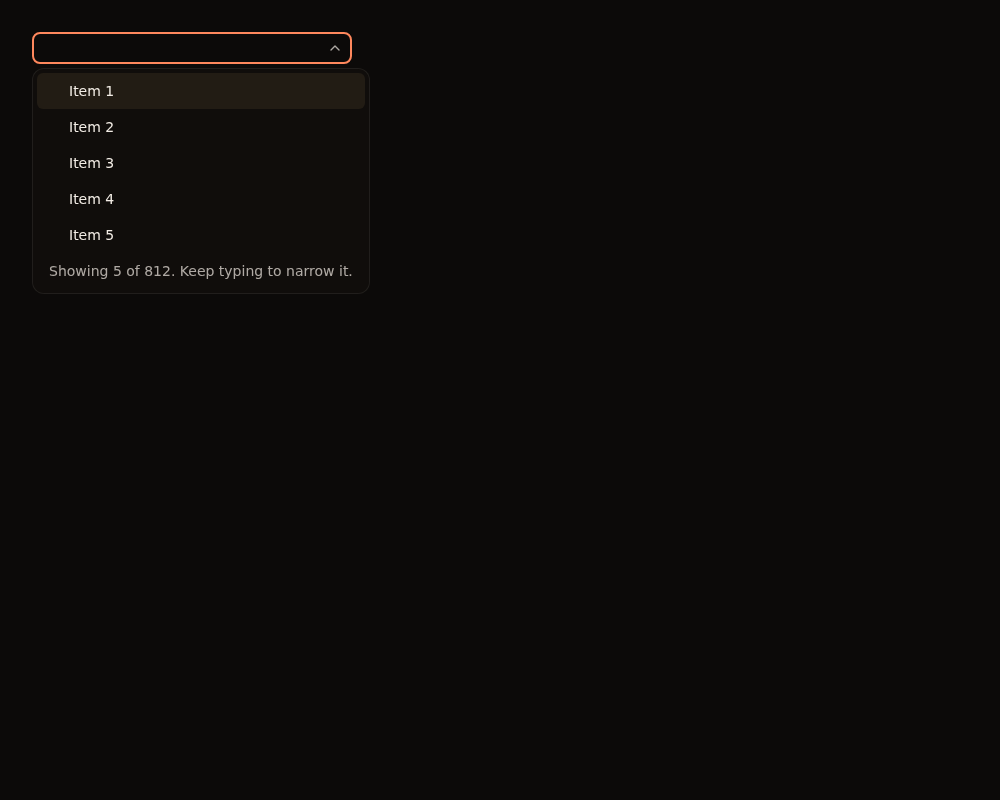 Item 1
Item 2
Item 3
Item 4
Item 5
Showing 5 of 812. Keep typing to narrow it.